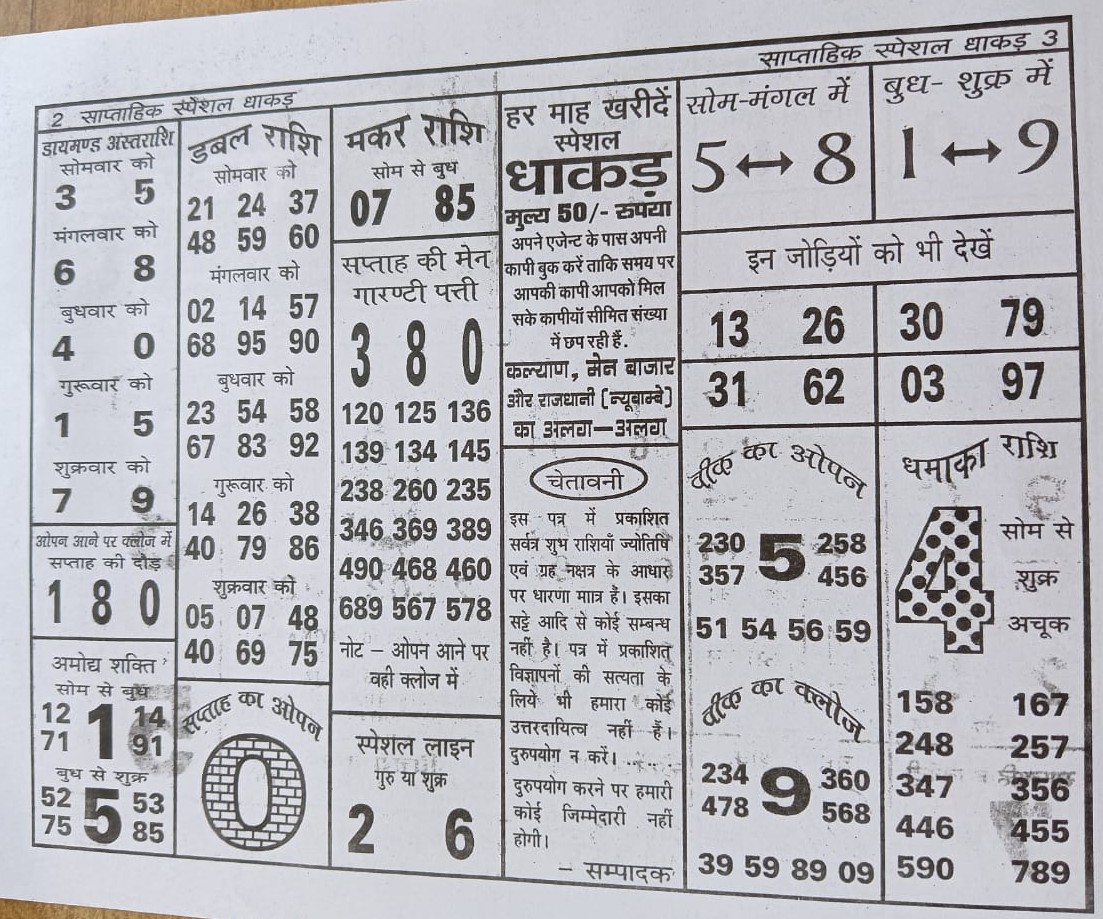 2 साप्ताहिक स्पेशल धाकड़
साप्ताहिक स्पेशल धाकड़ 3
डायमण्ड अस्तराशि
सोमवार को
3 5
मंगलवार को
6 8
बुधवार को
4 0
गुरूवार को
1 5
शुक्रवार को
7 9
ओपन आने पर क्लोज में
सप्ताह की दौड़
1 8 0
अमोद्य शक्ति
सोम से बुध
12 1 14
71 91
बुध से शुक्र
52 5 53
75 85
डबल राशि
सोमवार को
21 24 37
48 59 60
मंगलवार को
02 14 57
68 95 90
बुधवार को
23 54 58
67 83 92
गुरूवार को
14 26 38
40 79 86
शुक्रवार को
05 07 48
40 69 75
सप्ताह का ओपन
0
मकर राशि
सोम से बुध
07 85
सप्ताह की मेन
गारण्टी पत्ती
3 8 0
120 125 136
139 134 145
238 260 235
346 369 389
490 468 460
689 567 578
नोट - ओपन आने पर
वही क्लोज में
स्पेशल लाइन
गुरु या शुक्र
2 6
हर माह खरीदें
स्पेशल
धाकड़
मुल्य 50/- रुपया
अपने एजेन्ट के पास अपनी
कापी बुक करें ताकि समय पर
आपकी कापी आपको मिल
सके कापीयाँ सीमित संख्या
में छप रही हैं.
कल्याण, मेन बाजार
और राजधानी (न्यूबाम्बे)
का अलग-अलग
चेतावनी
इस पत्र में प्रकाशित
सर्वत्र शुभ राशियाँ ज्योतिषि
एवं ग्रह नक्षत्र के आधार
पर धारणा माात्र है। इसका
सट्टे आदि से कोई सम्बन्ध
नहीं है। पत्र में प्रकाशित
विज्ञापनों की सत्यता के
लिये भी हमारा कोई
उत्तरदायित्व नहीं हैं।
दुरुपयोग न करें। . .. ... ..
दुरुपयोग करने पर हमारी
कोई जिम्मेदारी नहीं
होगी।
- सम्पादक
सोम-मंगल में
5 ↔ 8
बुध- शुक्र में
1 ↔ 9
इन जोड़ियों को भी देखें
13 26 30 79
31 62 03 97
वीक का ओपन
230 5 258
357 456
51 54 56 59
वीक का क्लोज
234 9 360
478 568
39 59 89 09
धमाका राशि
4
सोम से
शुक्र
अचूक
158 167
248 257
347 356
446 455
590 789